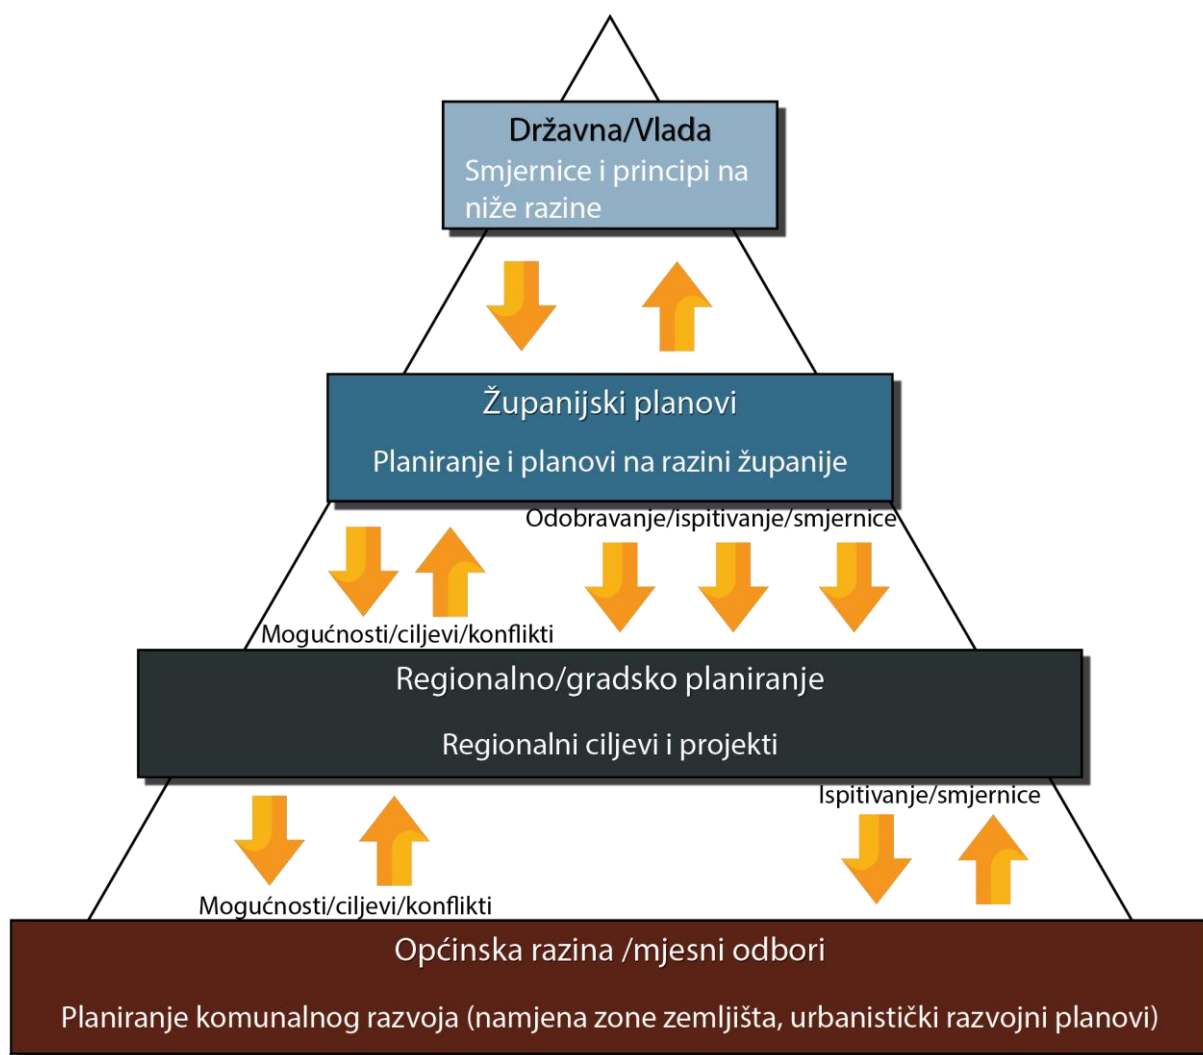 Državna/Vlada
Smjernice i principi na
niže razine
Županijski planovi
Planiranje i planovi na razini županije
Odobravanje/ispitivanje/smjernice
Mogućnosti/ciljevi/konflikti
Regionalno/gradsko planiranje
Regionalni ciljevi i projekti
Ispitivanje/smjernice
Mogućnosti/ciljevi/konflikti
Općinska razina /mjesni odbori
Planiranje komunalnog razvoja (namjena zone zemljišta, urbanistički razvojni planovi)